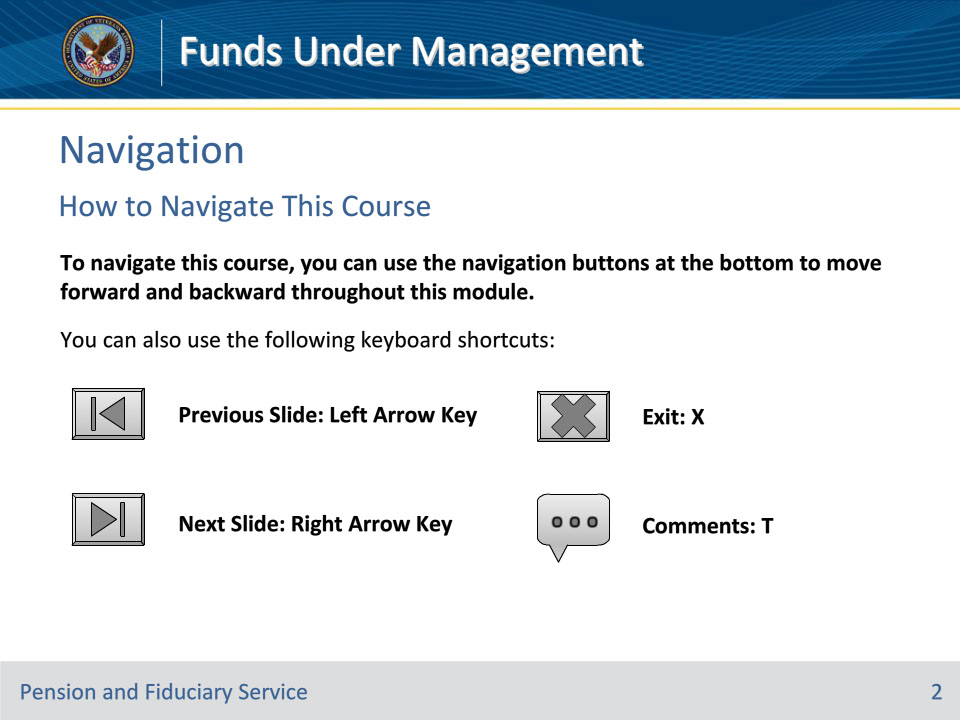 Funds Under Management
Navigation
How to Navigate This Course
To navigate this course, you can use the navigation buttons at the bottom to move
forward and backward throughout this module.
You can also use the following keyboard shortcuts:
Previous Slide: Left Arrow Key
Exit: X
Next Slide: Right Arrow Key
Comments: T
Pension and Fiduciary Service
2